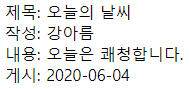 제목: 오늘의 날씨
작성: 강아름
내용: 오늘은 쾌청합니다.
게시: 2020-06-04